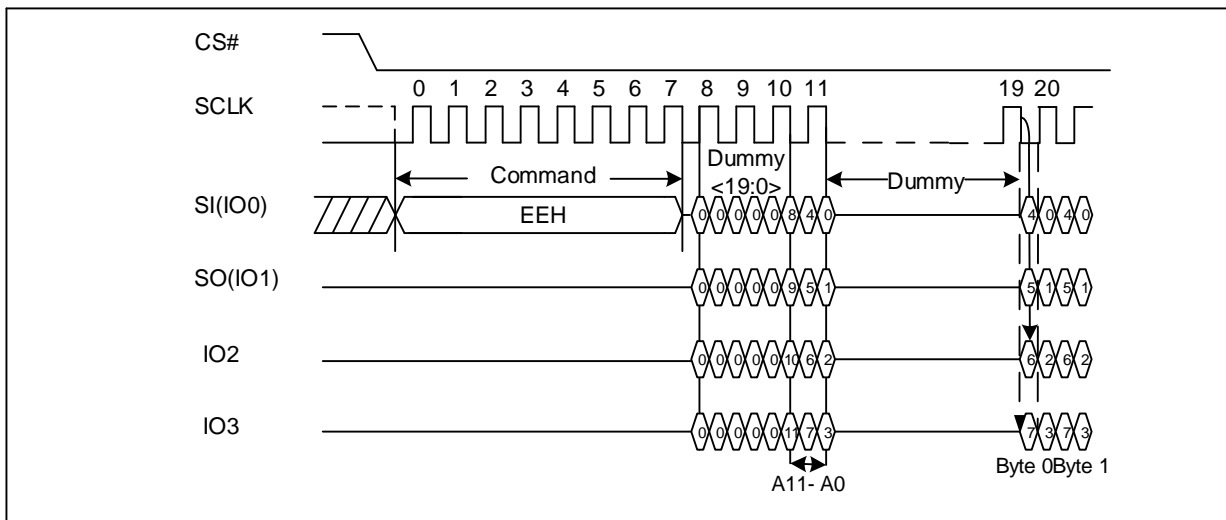 CS#
0 1 2 3 4 5 6 7 8 9 10 11 19 20
SCLK
Command
Dummy
<19:0>
Dummy
SI(IO0)
EEH
0 0 0 0 0 8 4 0 4 0 4 0
SO(IO1)
0 0 0 0 0 9 5 1 5 1 5 1
IO2
0 0 0 0 0 10 6 2 6 2 6 2
IO3
0 0 0 0 0 11 7 3 7 3 7 3
Byte 0Byte 1
A11- A0